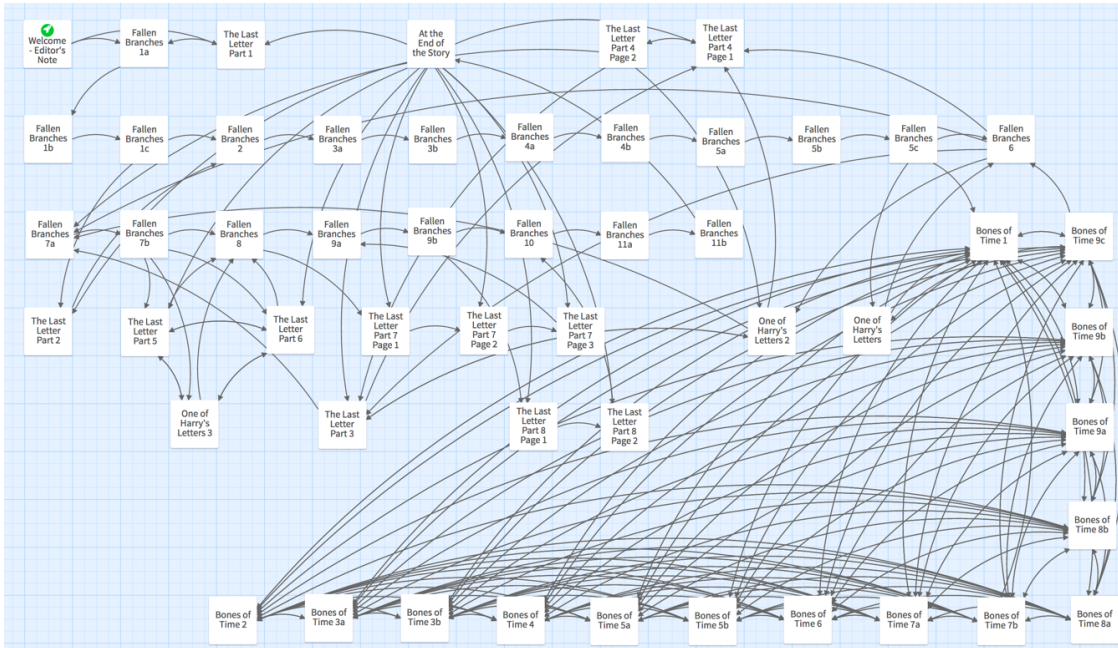 Welcome
- Editor's
Note
Fallen
Branches
1a
The Last
Letter
Part 1
At the
End of
the Story
The Last
Letter
Part 4
Page 2
The Last
Letter
Part 4
Page 1
Fallen
Branches
1b
Fallen
Branches
1c
Fallen
Branches
2
Fallen
Branches
3a
Fallen
Branches
3b
Fallen
Branches
4a
Fallen
Branches
4b
Fallen
Branches
5a
Fallen
Branches
5b
Fallen
Branches
5c
Fallen
Branches
6
Fallen
Branches
7a
Fallen
Branches
7b
Fallen
Branches
8
Fallen
Branches
9a
Fallen
Branches
9b
Fallen
Branches
10
Fallen
Branches
11a
Fallen
Branches
11b
Bones of
Time 1
Bones of
Time 9c
The Last
Letter
Part 2
The Last
Letter
Part 5
The Last
Letter
Part 6
The Last
Letter
Part 7
Page 1
The Last
Letter
Part 7
Page 2
The Last
Letter
Part 7
Page 3
One of
Harry's
Letters 2
One of
Harry's
Letters
Bones of
Time 9b
One of
Harry's
Letters 3
The Last
Letter
Part 3
The Last
Letter
Part 8
Page 1
The Last
Letter
Part 8
Page 2
Bones of
Time 9a
Bones of
Time 8b
Bones of
Time 2
Bones of
Time 3a
Bones of
Time 3b
Bones of
Time 4
Bones of
Time 5a
Bones of
Time 5b
Bones of
Time 6
Bones of
Time 7a
Bones of
Time 7b
Bones of
Time 8a